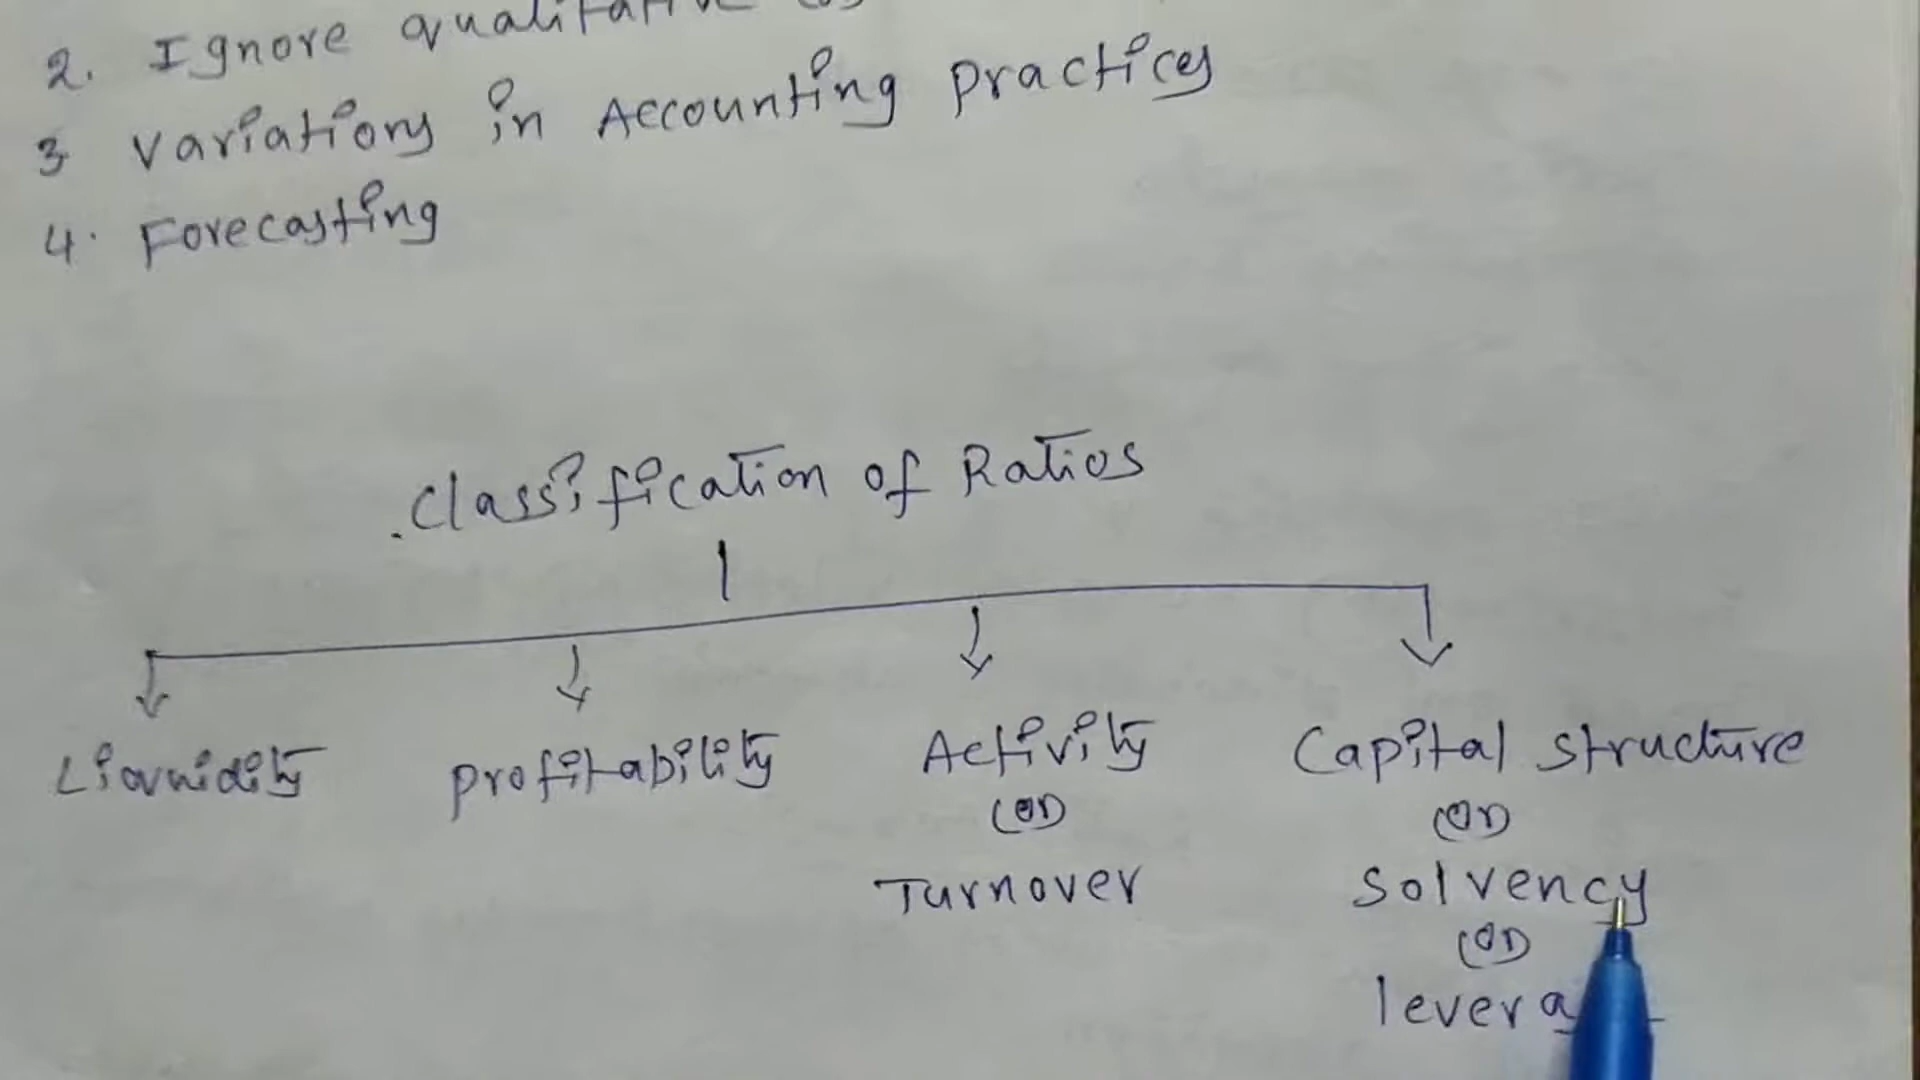 2. Ignore
3 Variations in Accounting practices
4. Forecasting
Classification of Ratios
Liquidity profitability Activity Capital structure
(or) (or)
Turnover Solvency
(or)
levera